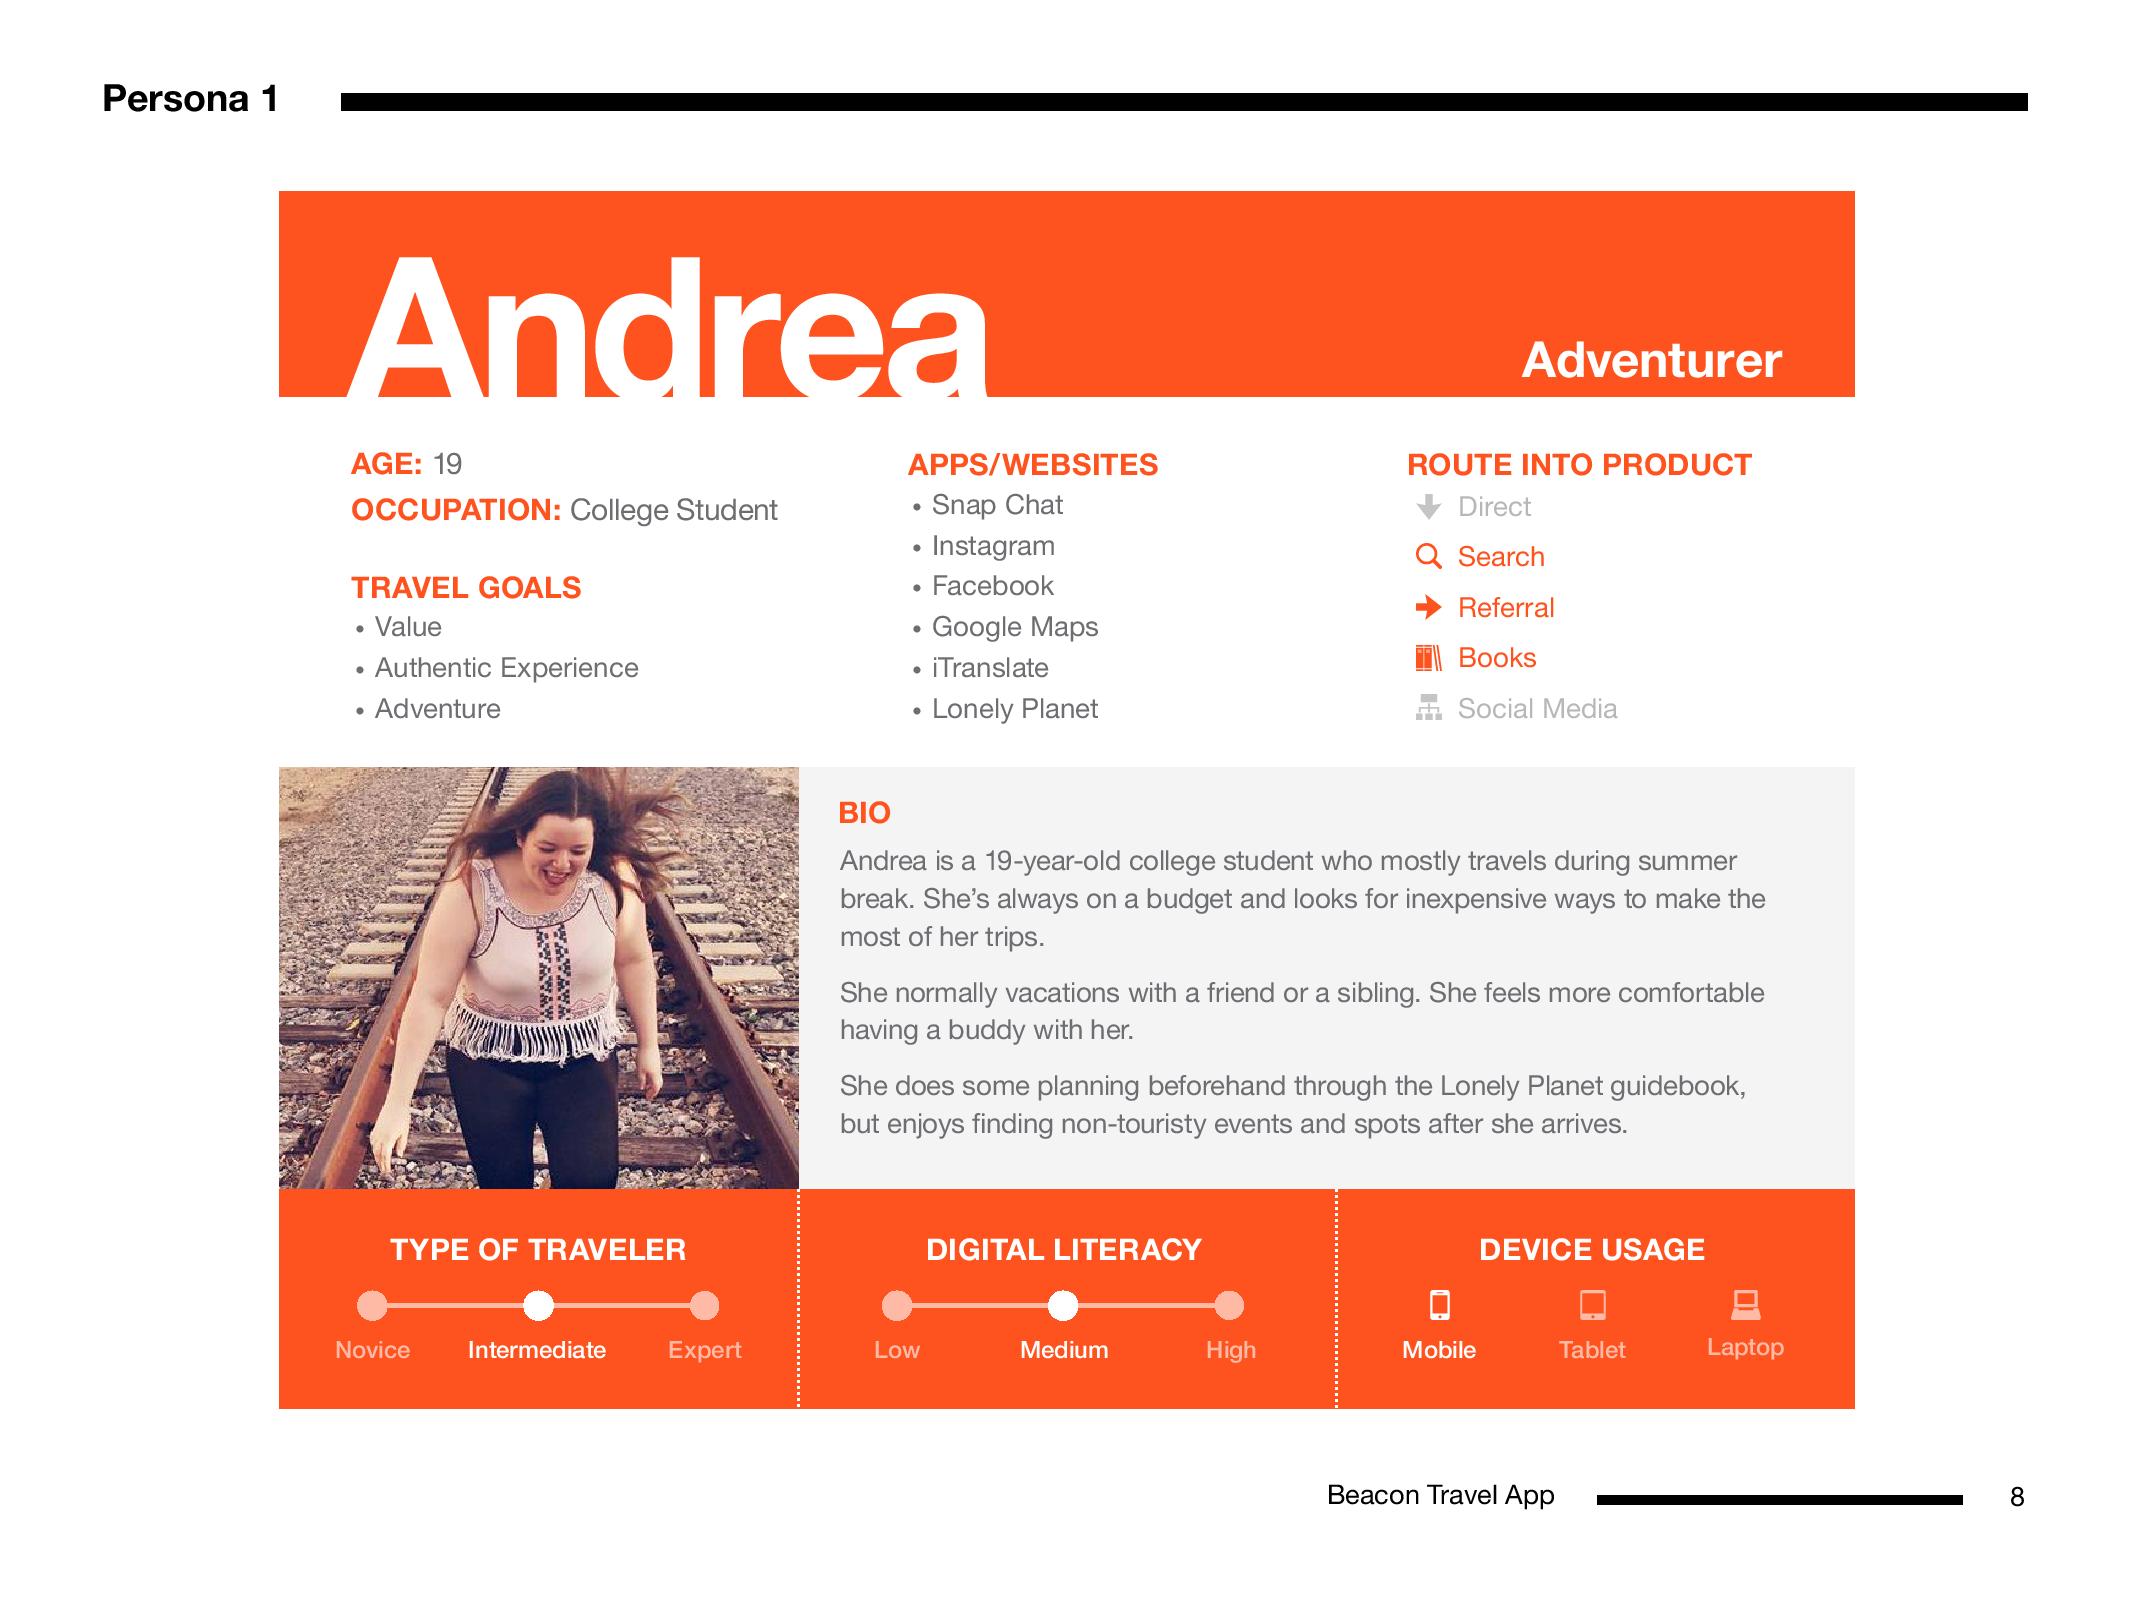 Persona 1
Andrea
Adventurer
AGE: 19
OCCUPATION: College Student
TRAVEL GOALS
• Value
• Authentic Experience
• Adventure
APPS/WEBSITES
• Snap Chat
• Instagram
• Facebook
• Google Maps
• iTranslate
• Lonely Planet
ROUTE INTO PRODUCT
Direct
Search
Referral
Books
Social Media
BIO
Andrea is a 19-year-old college student who mostly travels during summer
break. She’s always on a budget and looks for inexpensive ways to make the
most of her trips.
She normally vacations with a friend or a sibling. She feels more comfortable
having a buddy with her.
She does some planning beforehand through the Lonely Planet guidebook,
but enjoys finding non-touristy events and spots after she arrives.
TYPE OF TRAVELER
Novice Intermediate Expert
DIGITAL LITERACY
Low Medium High
DEVICE USAGE
Mobile Tablet Laptop
Beacon Travel App 8